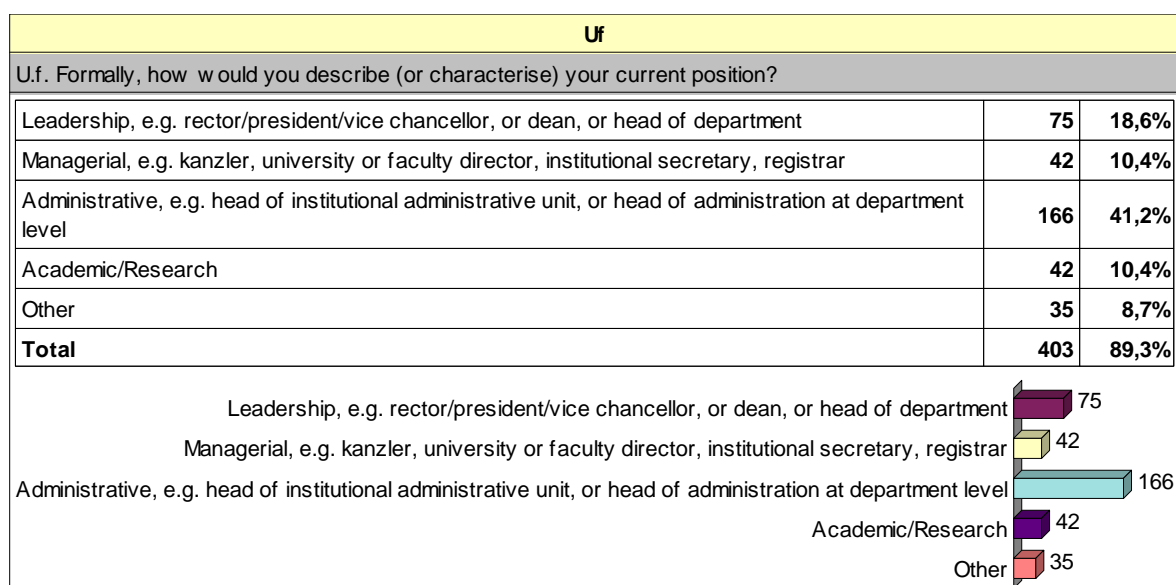 Uf
U.f. Formally, how would you describe (or characterise) your current position?
Leadership, e.g. rector/president/vice chancellor, or dean, or head of department 75 18,6%
Managerial, e.g. kanzler, university or faculty director, institutional secretary, registrar 42 10,4%
Administrative, e.g. head of institutional administrative unit, or head of administration at department
level 166 41,2%
Academic/Research 42 10,4%
Other 35 8,7%
Total 403 89,3%
Leadership, e.g. rector/president/vice chancellor, or dean, or head of department 75
Managerial, e.g. kanzler, university or faculty director, institutional secretary, registrar 42
Administrative, e.g. head of institutional administrative unit, or head of administration at department level 166
Academic/Research 42
Other 35